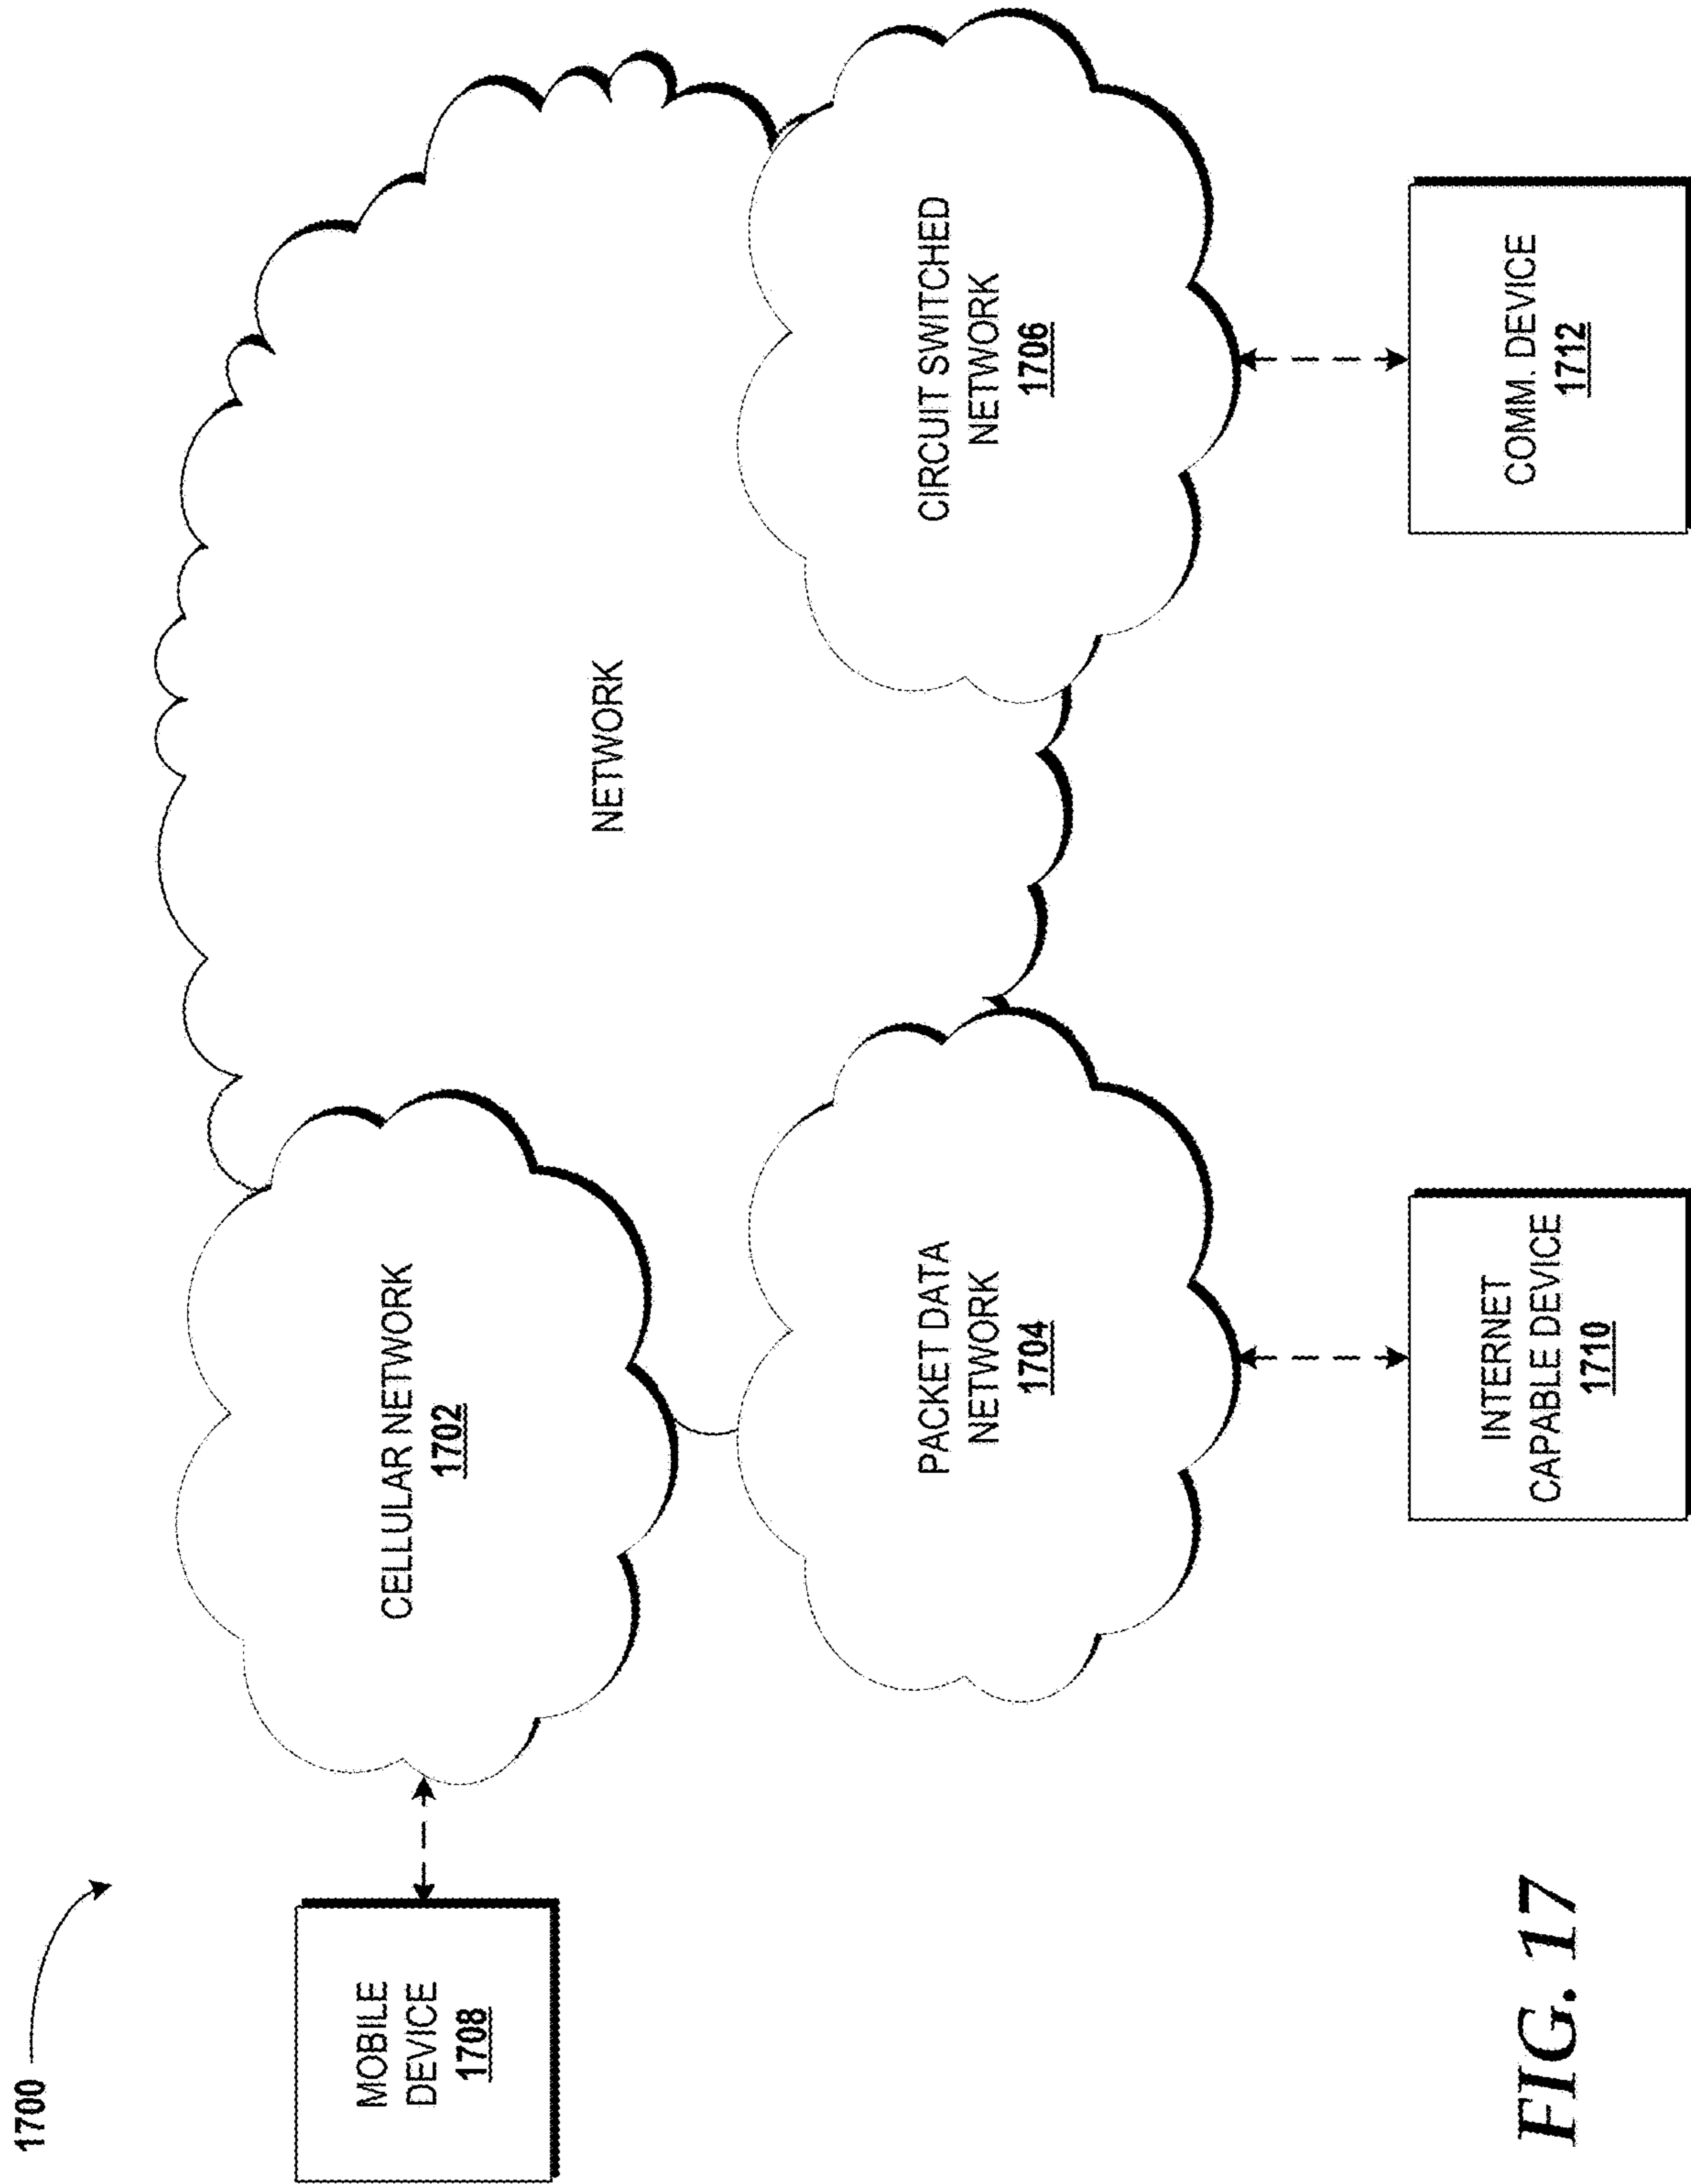 1700
MOBILE
DEVICE
1708
CELLULAR NETWORK
1702
NETWORK
PACKET DATA
NETWORK
1704
CIRCUIT SWITCHED
NETWORK
1706
INTERNET
CAPABLE DEVICE
1710
COMM. DEVICE
1712
FIG. 17